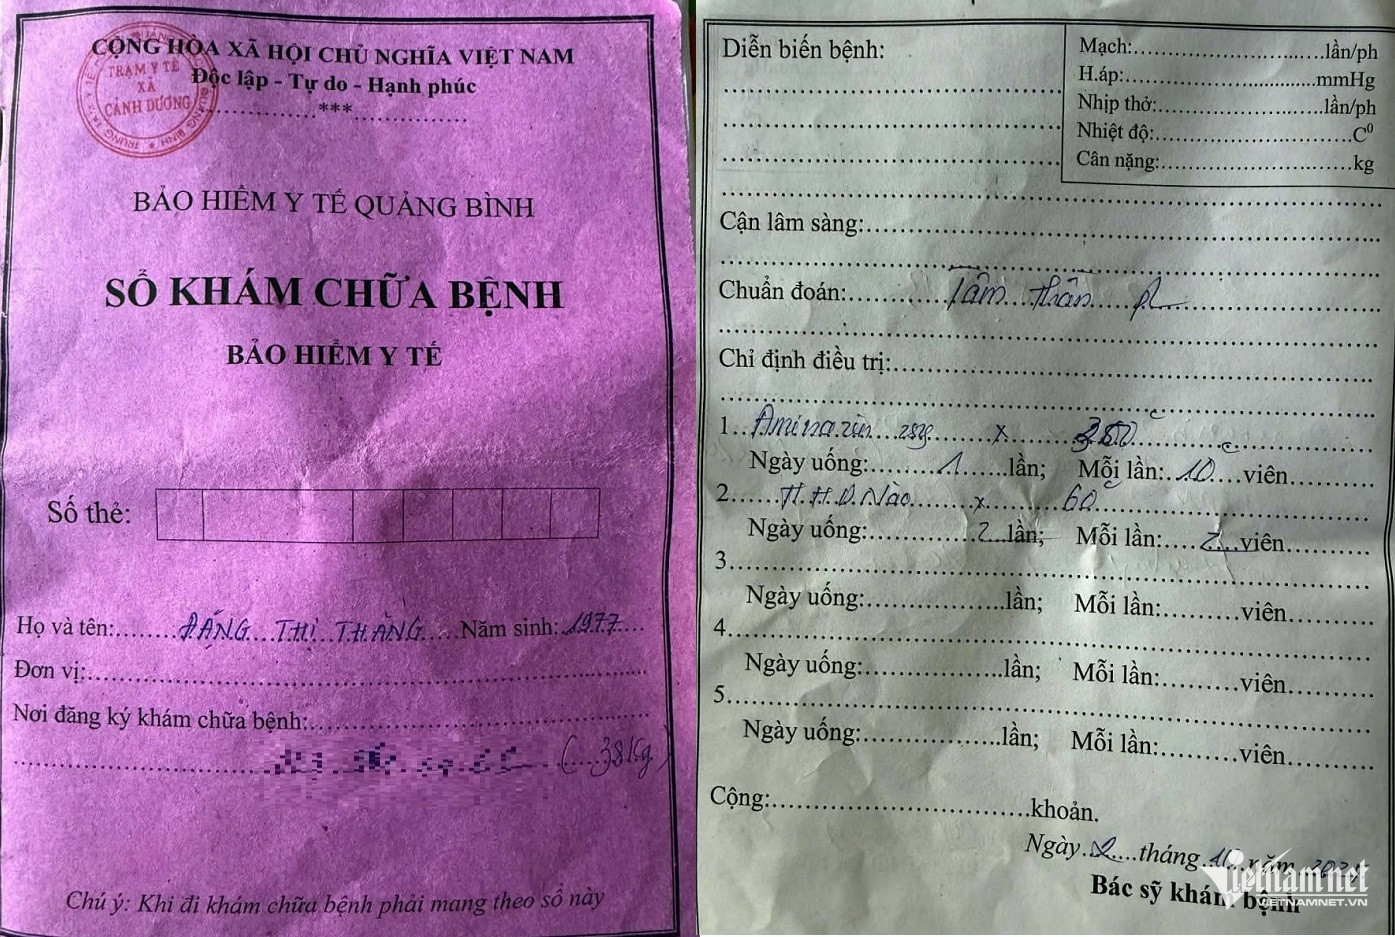 CỘNG HÒA XÃ HỘI CHỦ NGHĨA VIỆT NAM
Độc lập - Tự do - Hạnh phúc
..............***...............
TRẠM Y TẾ
XÃ
CẢNH DƯƠNG
BẢO HIỂM Y TẾ QUẢNG BÌNH
SỔ KHÁM CHỮA BỆNH
BẢO HIỂM Y TẾ
Số thẻ:
Họ và tên: ĐẶNG THỊ THẮNG Năm sinh: 1977
Đơn vị:
Nơi đăng ký khám chữa bệnh:
(38kg)
Chú ý: Khi đi khám chữa bệnh phải mang theo sổ này
Diễn biến bệnh:
Mạch: lần/ph
H.áp: mmHg
Nhịp thở: lần/ph
Nhiệt độ: C0
Cân nặng: kg
Cận lâm sàng:
Chuẩn đoán: Tâm thần PL
Chỉ định điều trị:
1. Aminazin x
Ngày uống: 1 lần; Mỗi lần: 10 viên
2. H.H.D.Não x 60
Ngày uống: 2 lần; Mỗi lần: 2 viên
3.
Ngày uống: lần; Mỗi lần: viên
4.
Ngày uống: lần; Mỗi lần: viên
5.
Ngày uống: lần; Mỗi lần: viên
Cộng: khoản.
Ngày tháng 10 năm
Bác sỹ khám bệnh
Vietnamnet
VIETNAMNET.VN